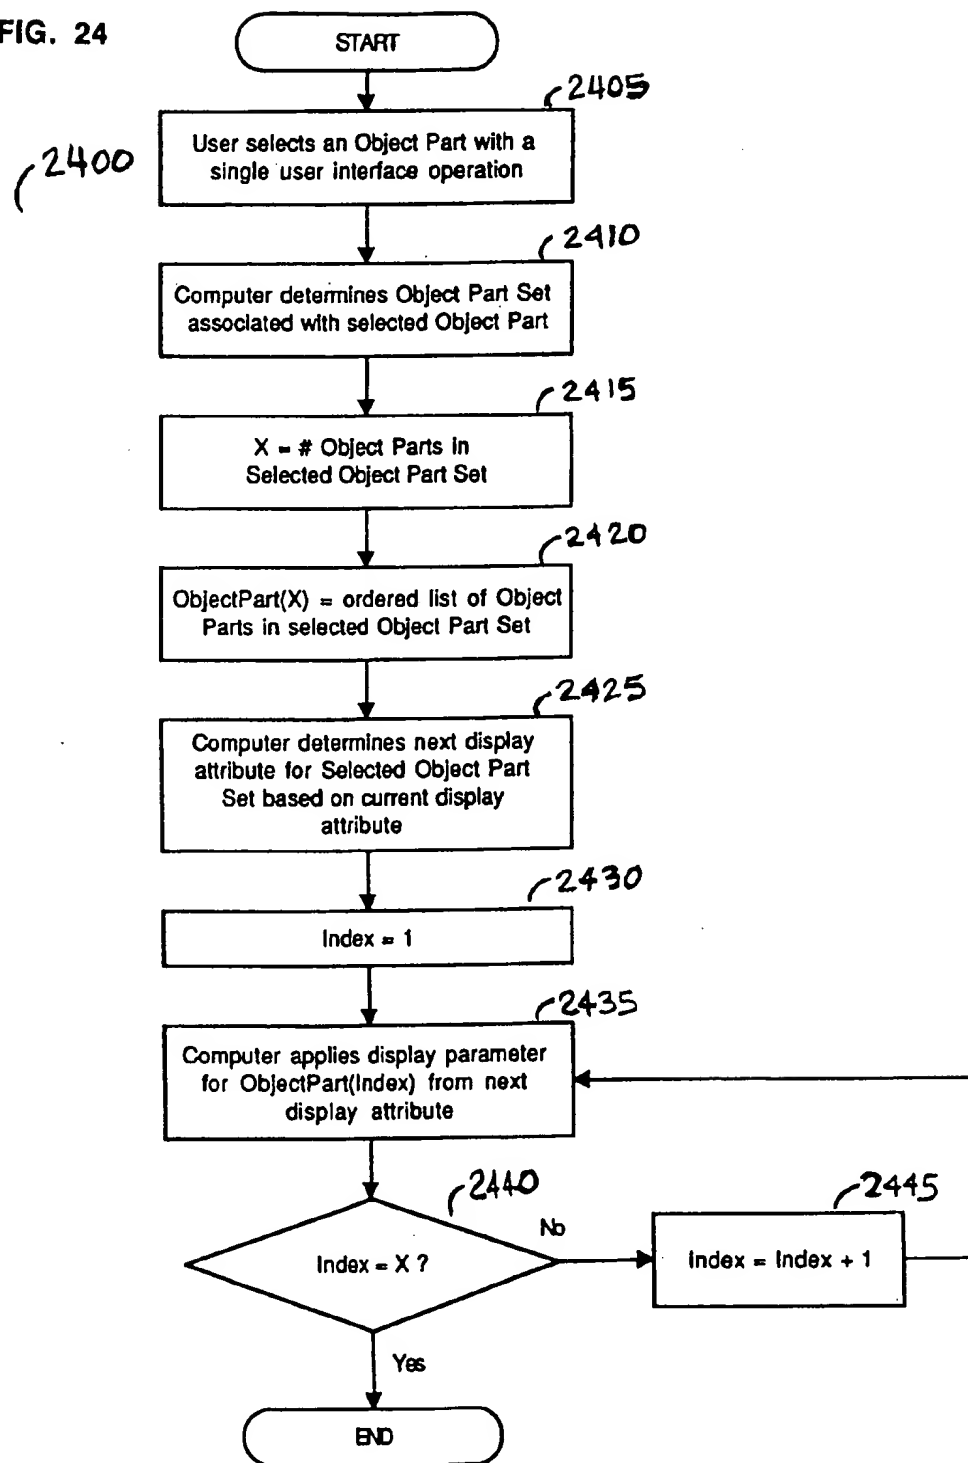 FIG. 24
START
2405
User selects an Object Part with a
single user interface operation
2400
2410
Computer determines Object Part Set
associated with selected Object Part
2415
X = # Object Parts in
Selected Object Part Set
2420
ObjectPart(X) = ordered list of Object
Parts in selected Object Part Set
2425
Computer determines next display
attribute for Selected Object Part
Set based on current display
attribute
2430
Index = 1
2435
Computer applies display parameter
for ObjectPart(Index) from next
display attribute
2440
Index = X ?
No
2445
Index = Index + 1
Yes
END